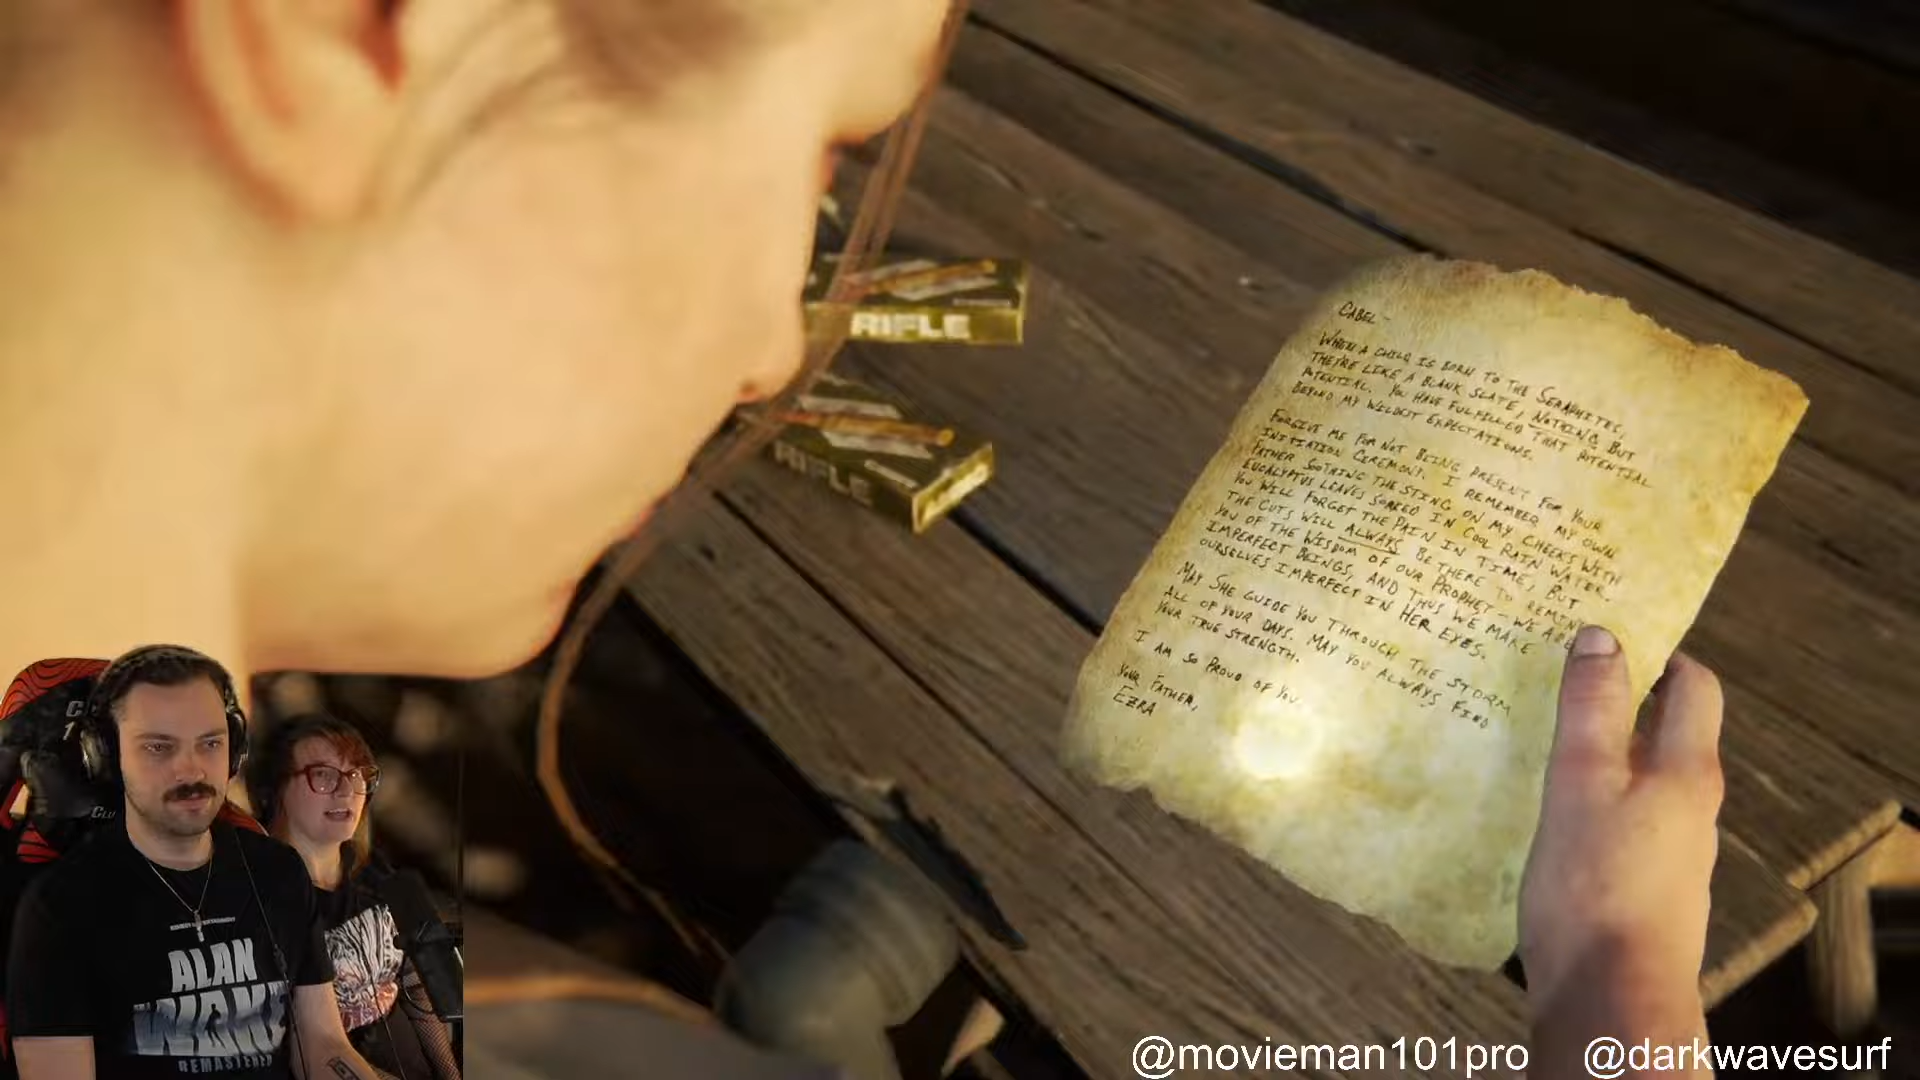 RIFLE
RIFLE
CABEL -
WHEN A CHILD IS BORN TO THE SERAPHITES,
THEY'RE LIKE A BLANK SLATE, NOTHING BUT
POTENTIAL. YOU HAVE FULFILLED THAT POTENTIAL
BEYOND MY WILDEST EXPECTATIONS.
FORGIVE ME FOR NOT BEING PRESENT FOR YOUR
INITIATION CEREMONY. I REMEMBER MY OWN
FATHER SOOTHING THE STING ON MY CHEEKS WITH
EUCALYPTUS LEAVES SOAKED IN COOL RAIN WATER.
YOU WILL FORGET THE PAIN IN TIME, BUT
THE CUTS WILL ALWAYS BE THERE TO REMIND
YOU OF THE WISDOM OF OUR PROPHET - WE ARE
IMPERFECT BEINGS, AND THUS WE MAKE
OURSELVES IMPERFECT IN HER EYES.
MAY SHE GUIDE YOU THROUGH THE STORM
ALL OF YOUR DAYS. MAY YOU ALWAYS FIND
YOUR TRUE STRENGTH.
I AM SO PROUD OF YOU.
YOUR FATHER,
EZRA
ALAN
WAKE
REMASTERED
@movieman101pro @darkwavesurf